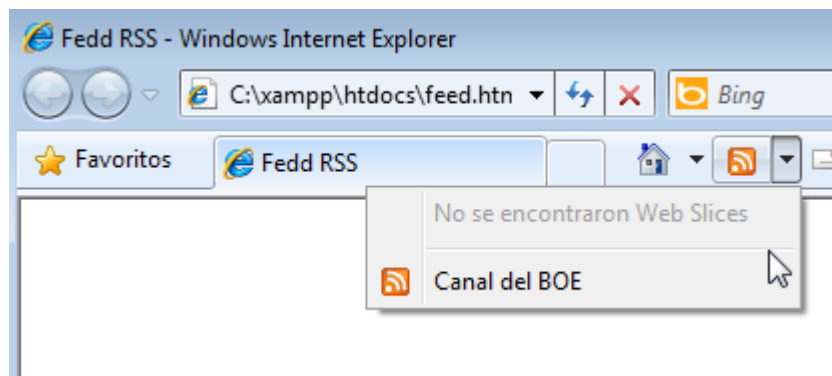 Fedd RSS - Windows Internet Explorer
C:\xampp\htdocs\feed.htn
Bing
Favoritos
Fedd RSS
No se encontraron Web Slices
Canal del BOE